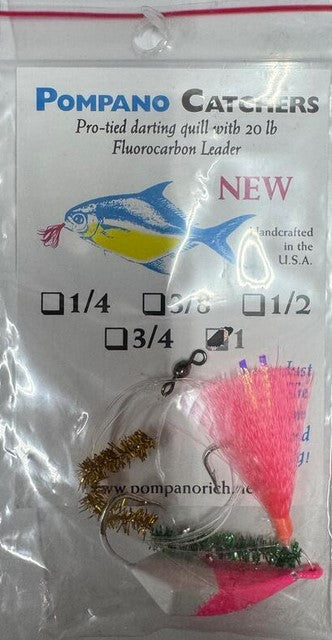 POMPANO CATCHERS
Pro-tied darting quill with 20 lb
Fluorocarbon Leader
NEW
Handcrafted
in the
U.S.A.
1/4 3/8 1/2
3/4 1
Just
www.pompanorich